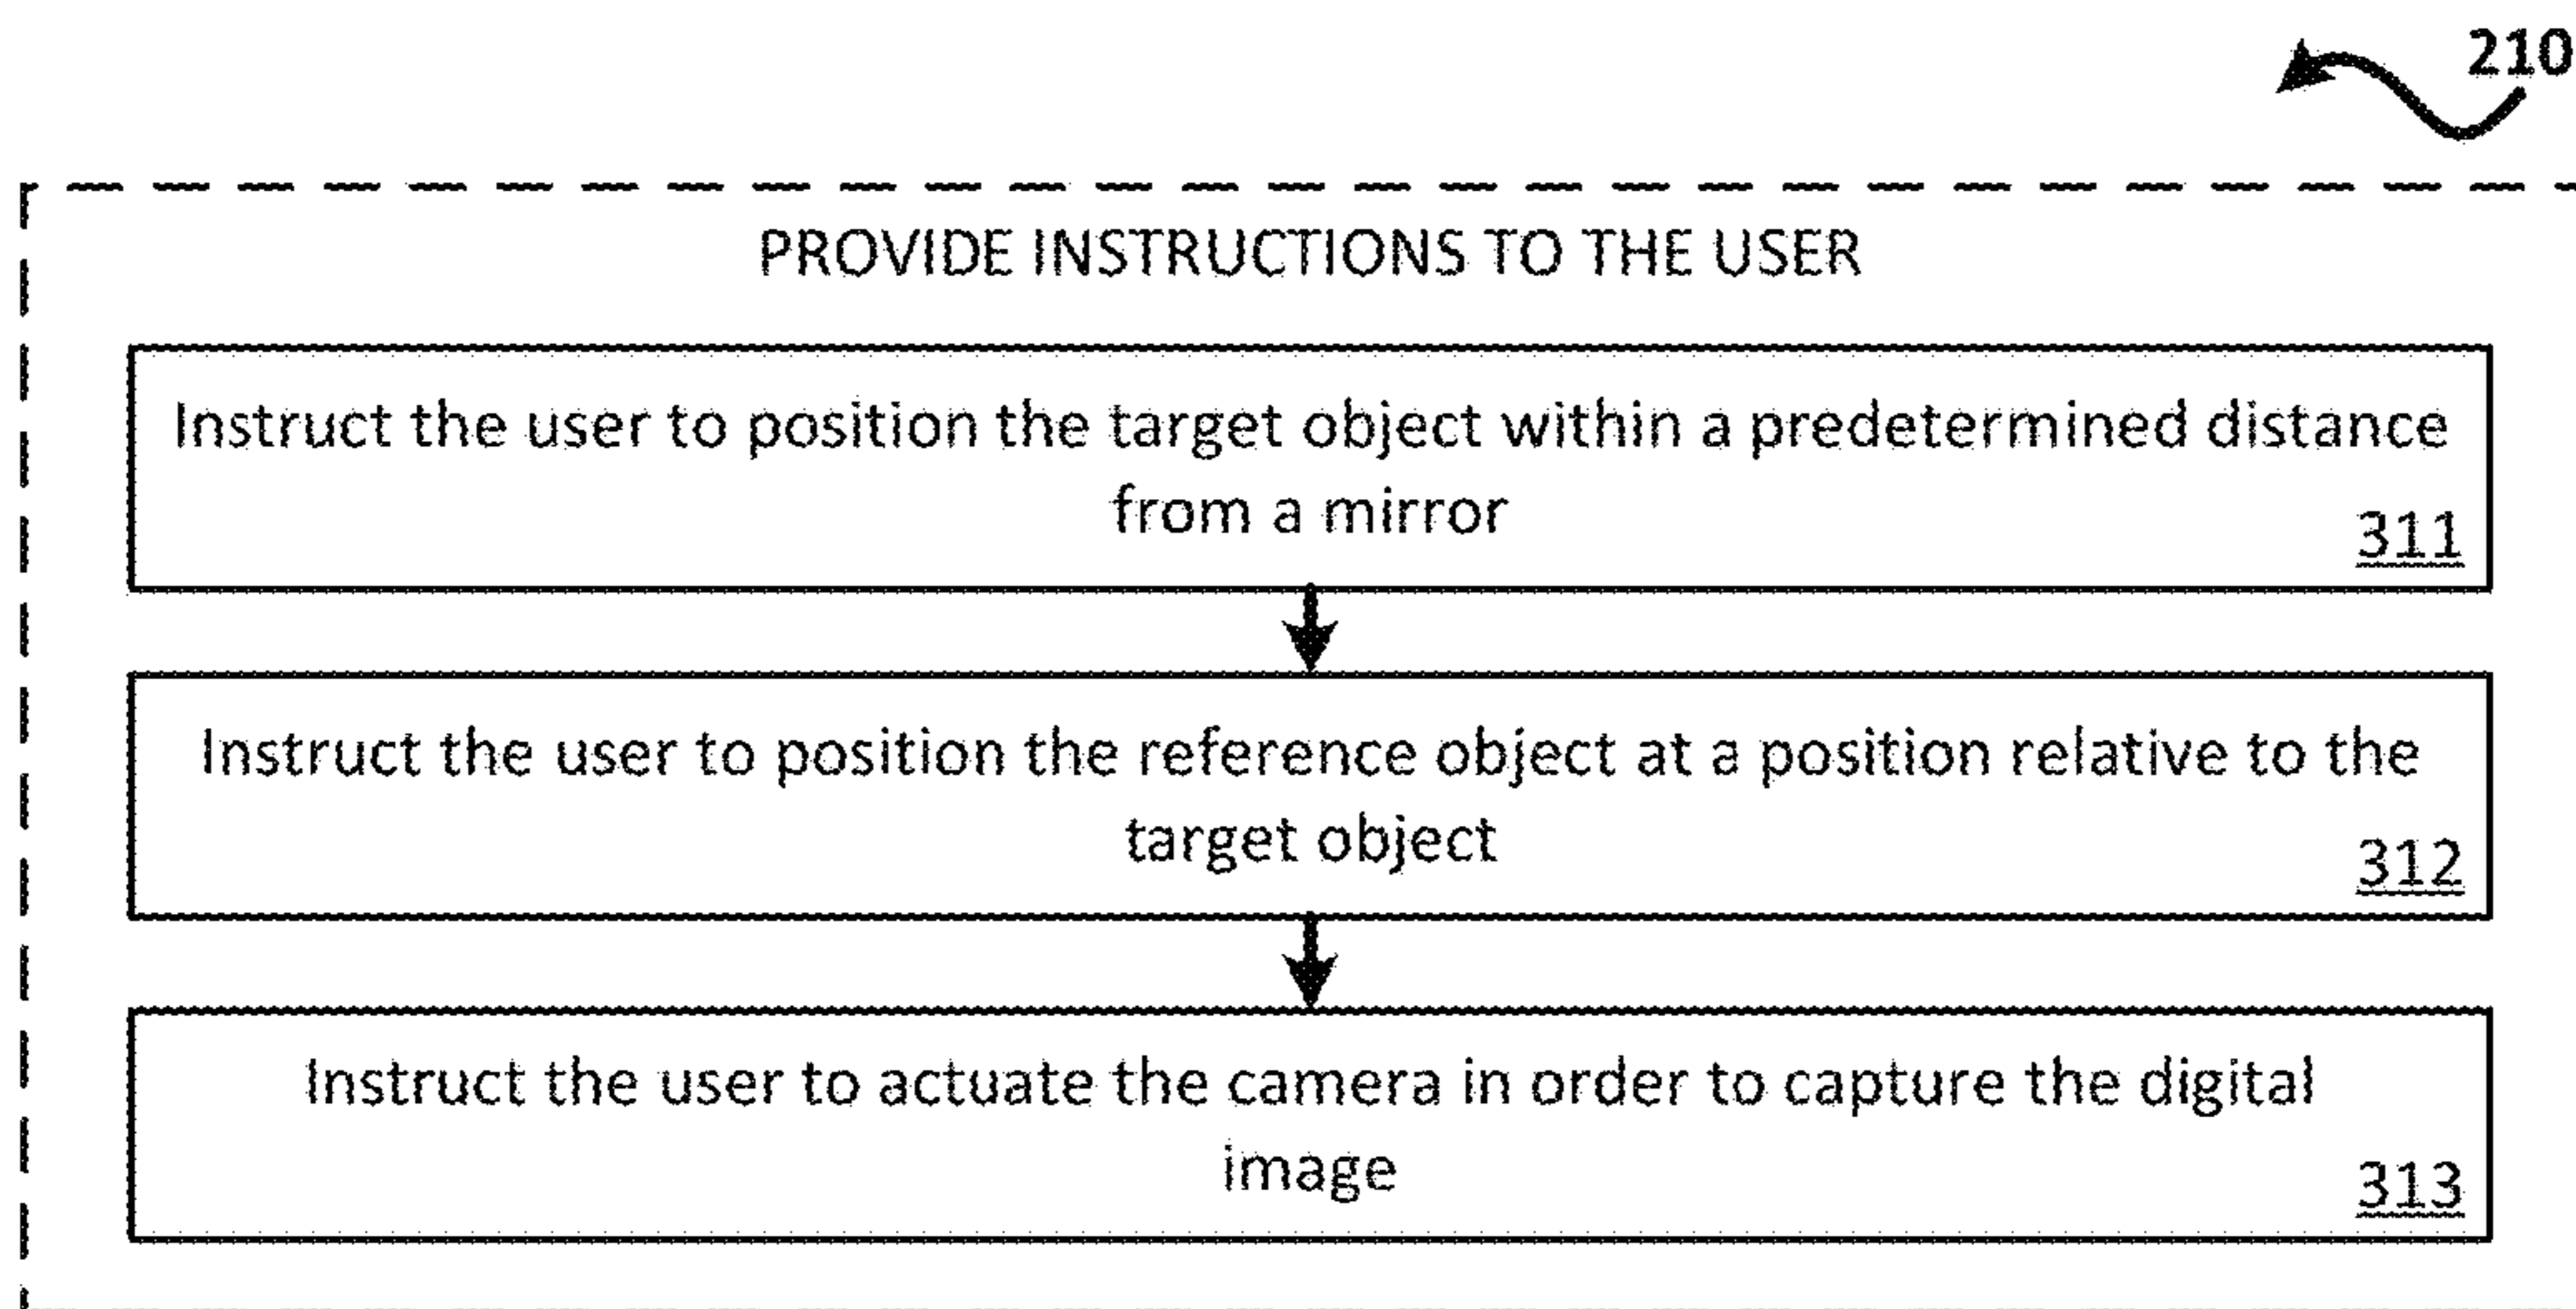 210
PROVIDE INSTRUCTIONS TO THE USER
Instruct the user to position the target object within a predetermined distance
from a mirror
311
Instruct the user to position the reference object at a position relative to the
target object
312
Instruct the user to actuate the camera in order to capture the digital
image
313